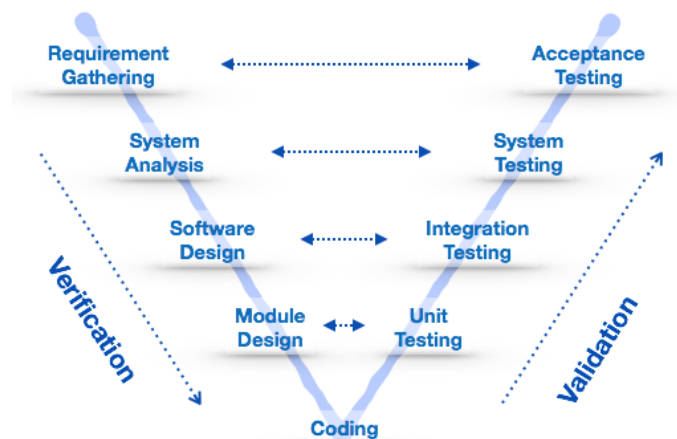 Requirement
Gathering
Acceptance
Testing
System
Analysis
System
Testing
Software
Design
Integration
Testing
Module
Design
Unit
Testing
Coding
Verification
Validation